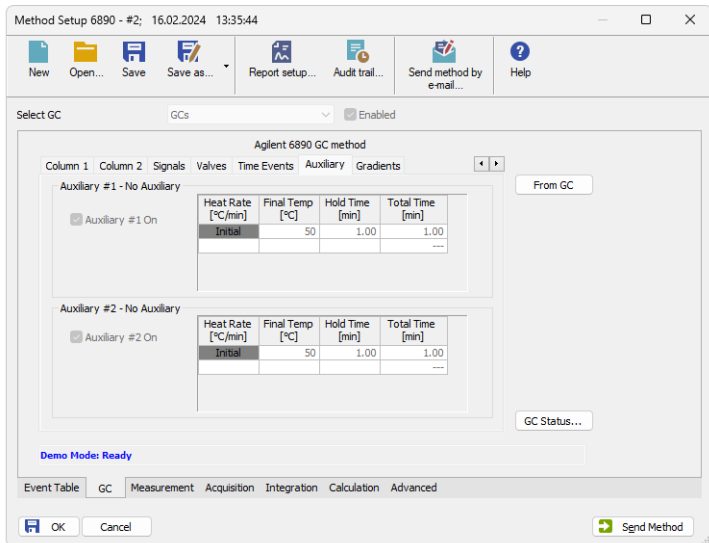 Method Setup 6890 - #2; 16.02.2024 13:35:44
New Open... Save Save as... Report setup... Audit trail... Send method by e-mail... Help
Select GC GCs Enabled
Agilent 6890 GC method
Column 1 Column 2 Signals Valves Time Events Auxiliary Gradients
From GC
Auxiliary #1 - No Auxiliary
Auxiliary #1 On
Heat Rate [°C/min] Final Temp [°C] Hold Time [min] Total Time [min]
Initial 50 1.00 1.00
---
Auxiliary #2 - No Auxiliary
Auxiliary #2 On
Heat Rate [°C/min] Final Temp [°C] Hold Time [min] Total Time [min]
Initial 50 1.00 1.00
---
GC Status...
Demo Mode: Ready
Event Table GC Measurement Acquisition Integration Calculation Advanced
OK Cancel Send Method